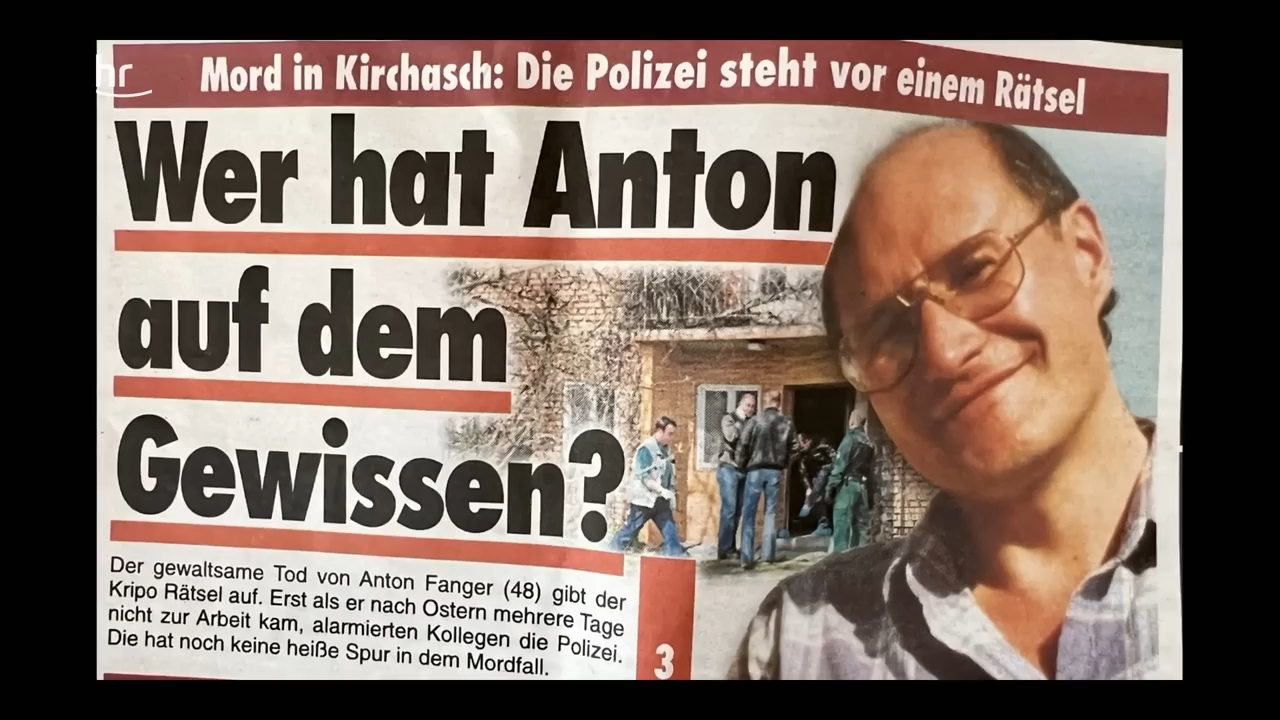 hr
Mord in Kirchasch: Die Polizei steht vor einem Rätsel
Wer hat Anton
auf dem
Gewissen?
Der gewaltsame Tod von Anton Fanger (48) gibt der
Kripo Rätsel auf. Erst als er nach Ostern mehrere Tage
nicht zur Arbeit kam, alarmierten Kollegen die Polizei.
Die hat noch keine heiße Spur in dem Mordfall.
3